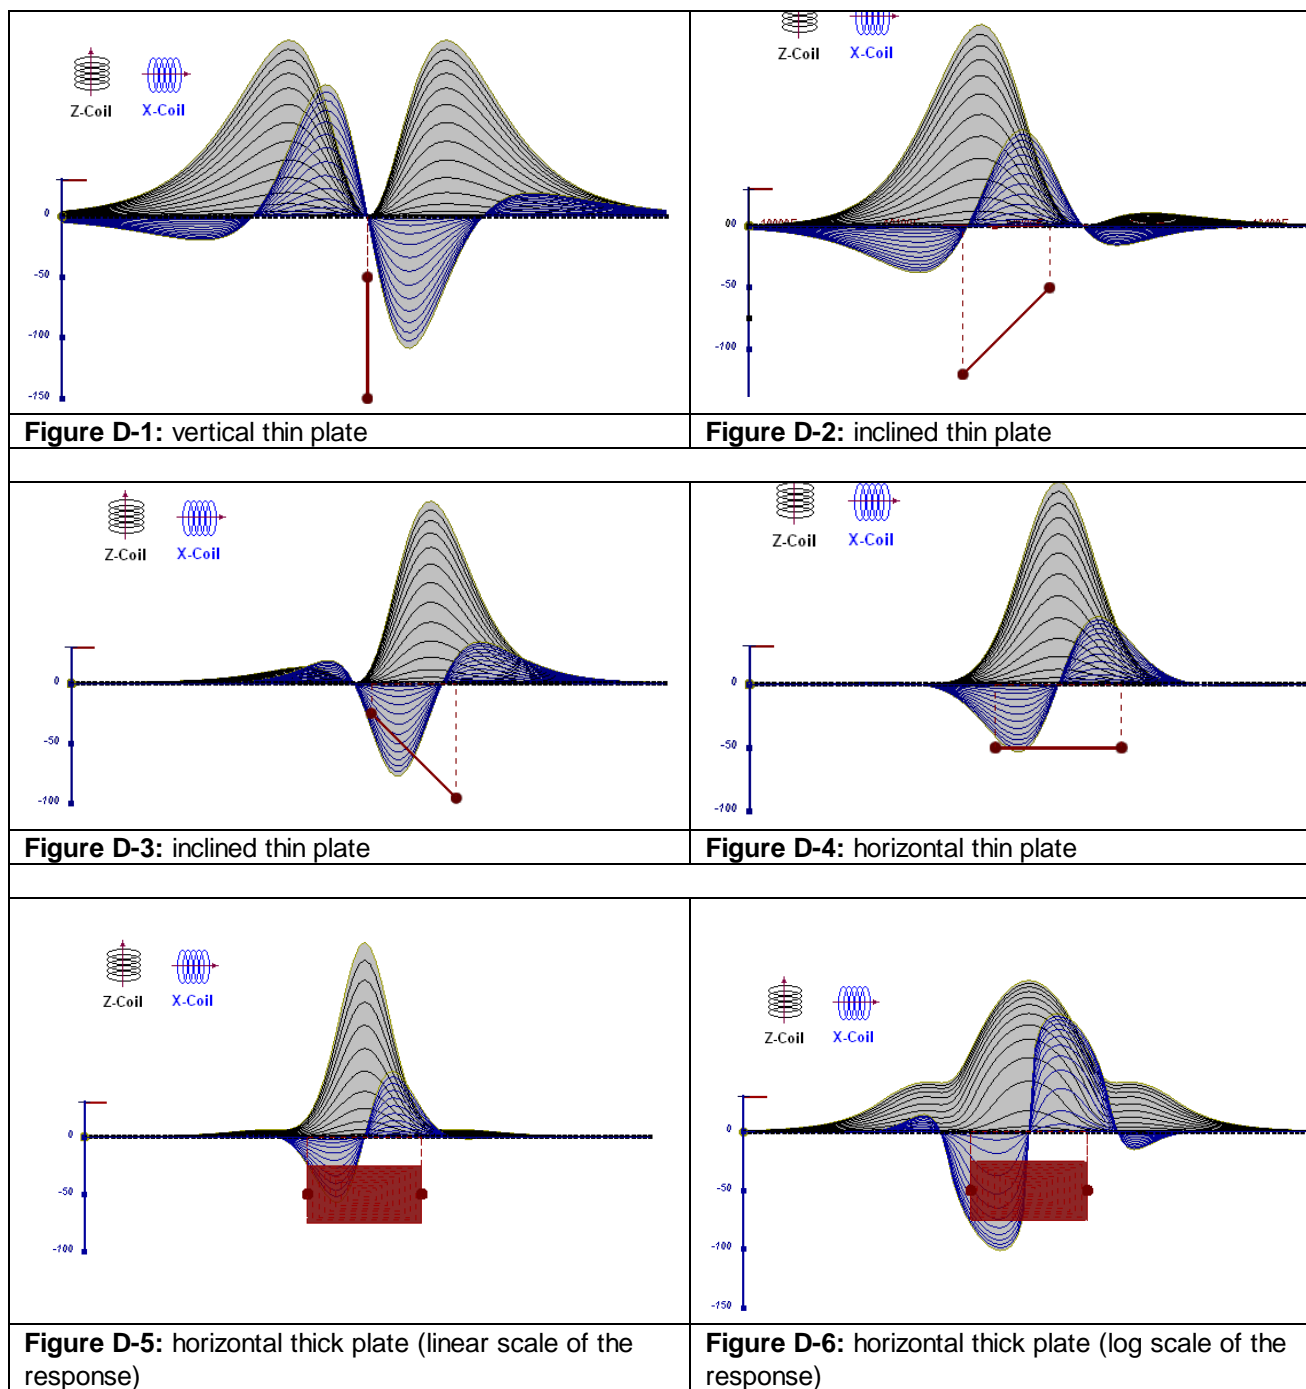 Z-Coil X-Coil
0
-50
-100
-150
Figure D-1: vertical thin plate
Z-Coil X-Coil
00
-50
-100
Figure D-2: inclined thin plate
Z-Coil X-Coil
0
-50
-100
Figure D-3: inclined thin plate
Z-Coil X-Coil
0
-50
-100
Figure D-4: horizontal thin plate
Z-Coil X-Coil
0
-50
-100
Figure D-5: horizontal thick plate (linear scale of the
response)
Z-Coil X-Coil
0
-50
-100
-150
Figure D-6: horizontal thick plate (log scale of the
response)